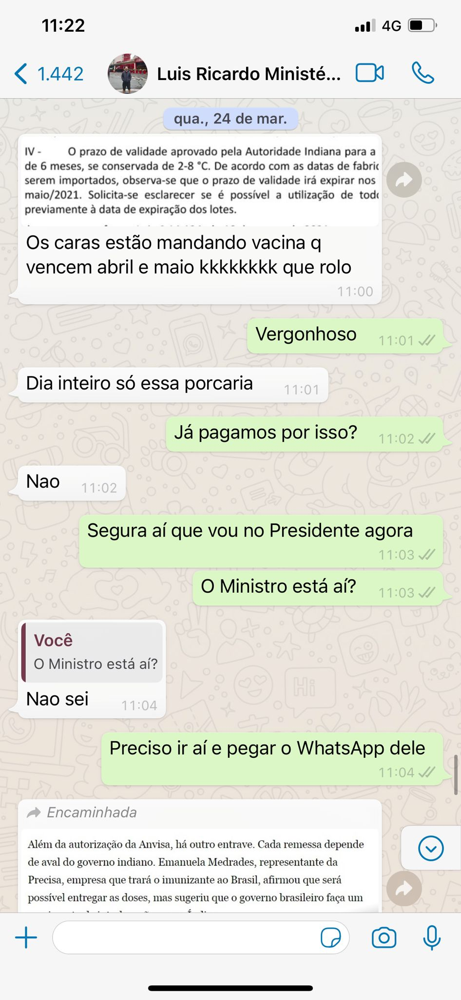 11:22
4G
1.442
Luis Ricardo Ministé...
qua., 24 de mar.
IV - O prazo de validade aprovado pela Autoridade Indiana para a
de 6 meses, se conservada de 2-8 °C. De acordo com as datas de fabric
serem importados, observa-se que o prazo de validade irá expirar nos
maio/2021. Solicita-se esclarecer se é possível a utilização de todo
previamente à data de expiração dos lotes.
Os caras estão mandando vacina q
vencem abril e maio kkkkkkkk que rolo
11:00
Vergonhoso 11:01
Dia inteiro só essa porcaria 11:01
Já pagamos por isso? 11:02
Nao 11:02
Segura aí que vou no Presidente agora
11:03
O Ministro está aí? 11:03
Você
O Ministro está aí?
Nao sei 11:04
Preciso ir aí e pegar o WhatsApp dele
11:04
Encaminhada
Além da autorização da Anvisa, há outro entrave. Cada remessa depende
de aval do governo indiano. Emanuela Medrades, representante da
Precisa, empresa que trará o imunizante ao Brasil, afirmou que será
possível entregar as doses, mas sugeriu que o governo brasileiro faça um